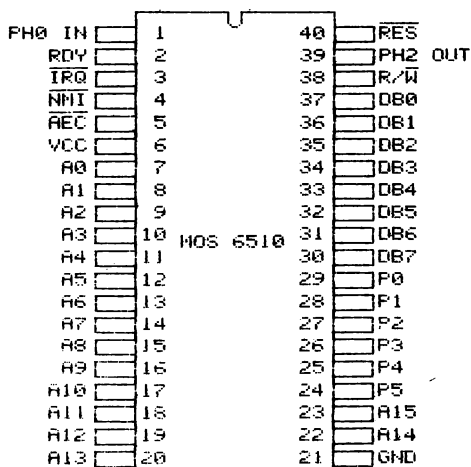 PH0 IN 1 40 RES
RDY 2 39 PH2 OUT
IRQ 3 38 R/W
NMI 4 37 DB0
AEC 5 36 DB1
VCC 6 35 DB2
A0 7 34 DB3
A1 8 33 DB4
A2 9 32 DB5
A3 10 MOS 6510 31 DB6
A4 11 30 DB7
A5 12 29 P0
A6 13 28 P1
A7 14 27 P2
A8 15 26 P3
A9 16 25 P4
A10 17 24 P5
A11 18 23 A15
A12 19 22 A14
A13 20 21 GND